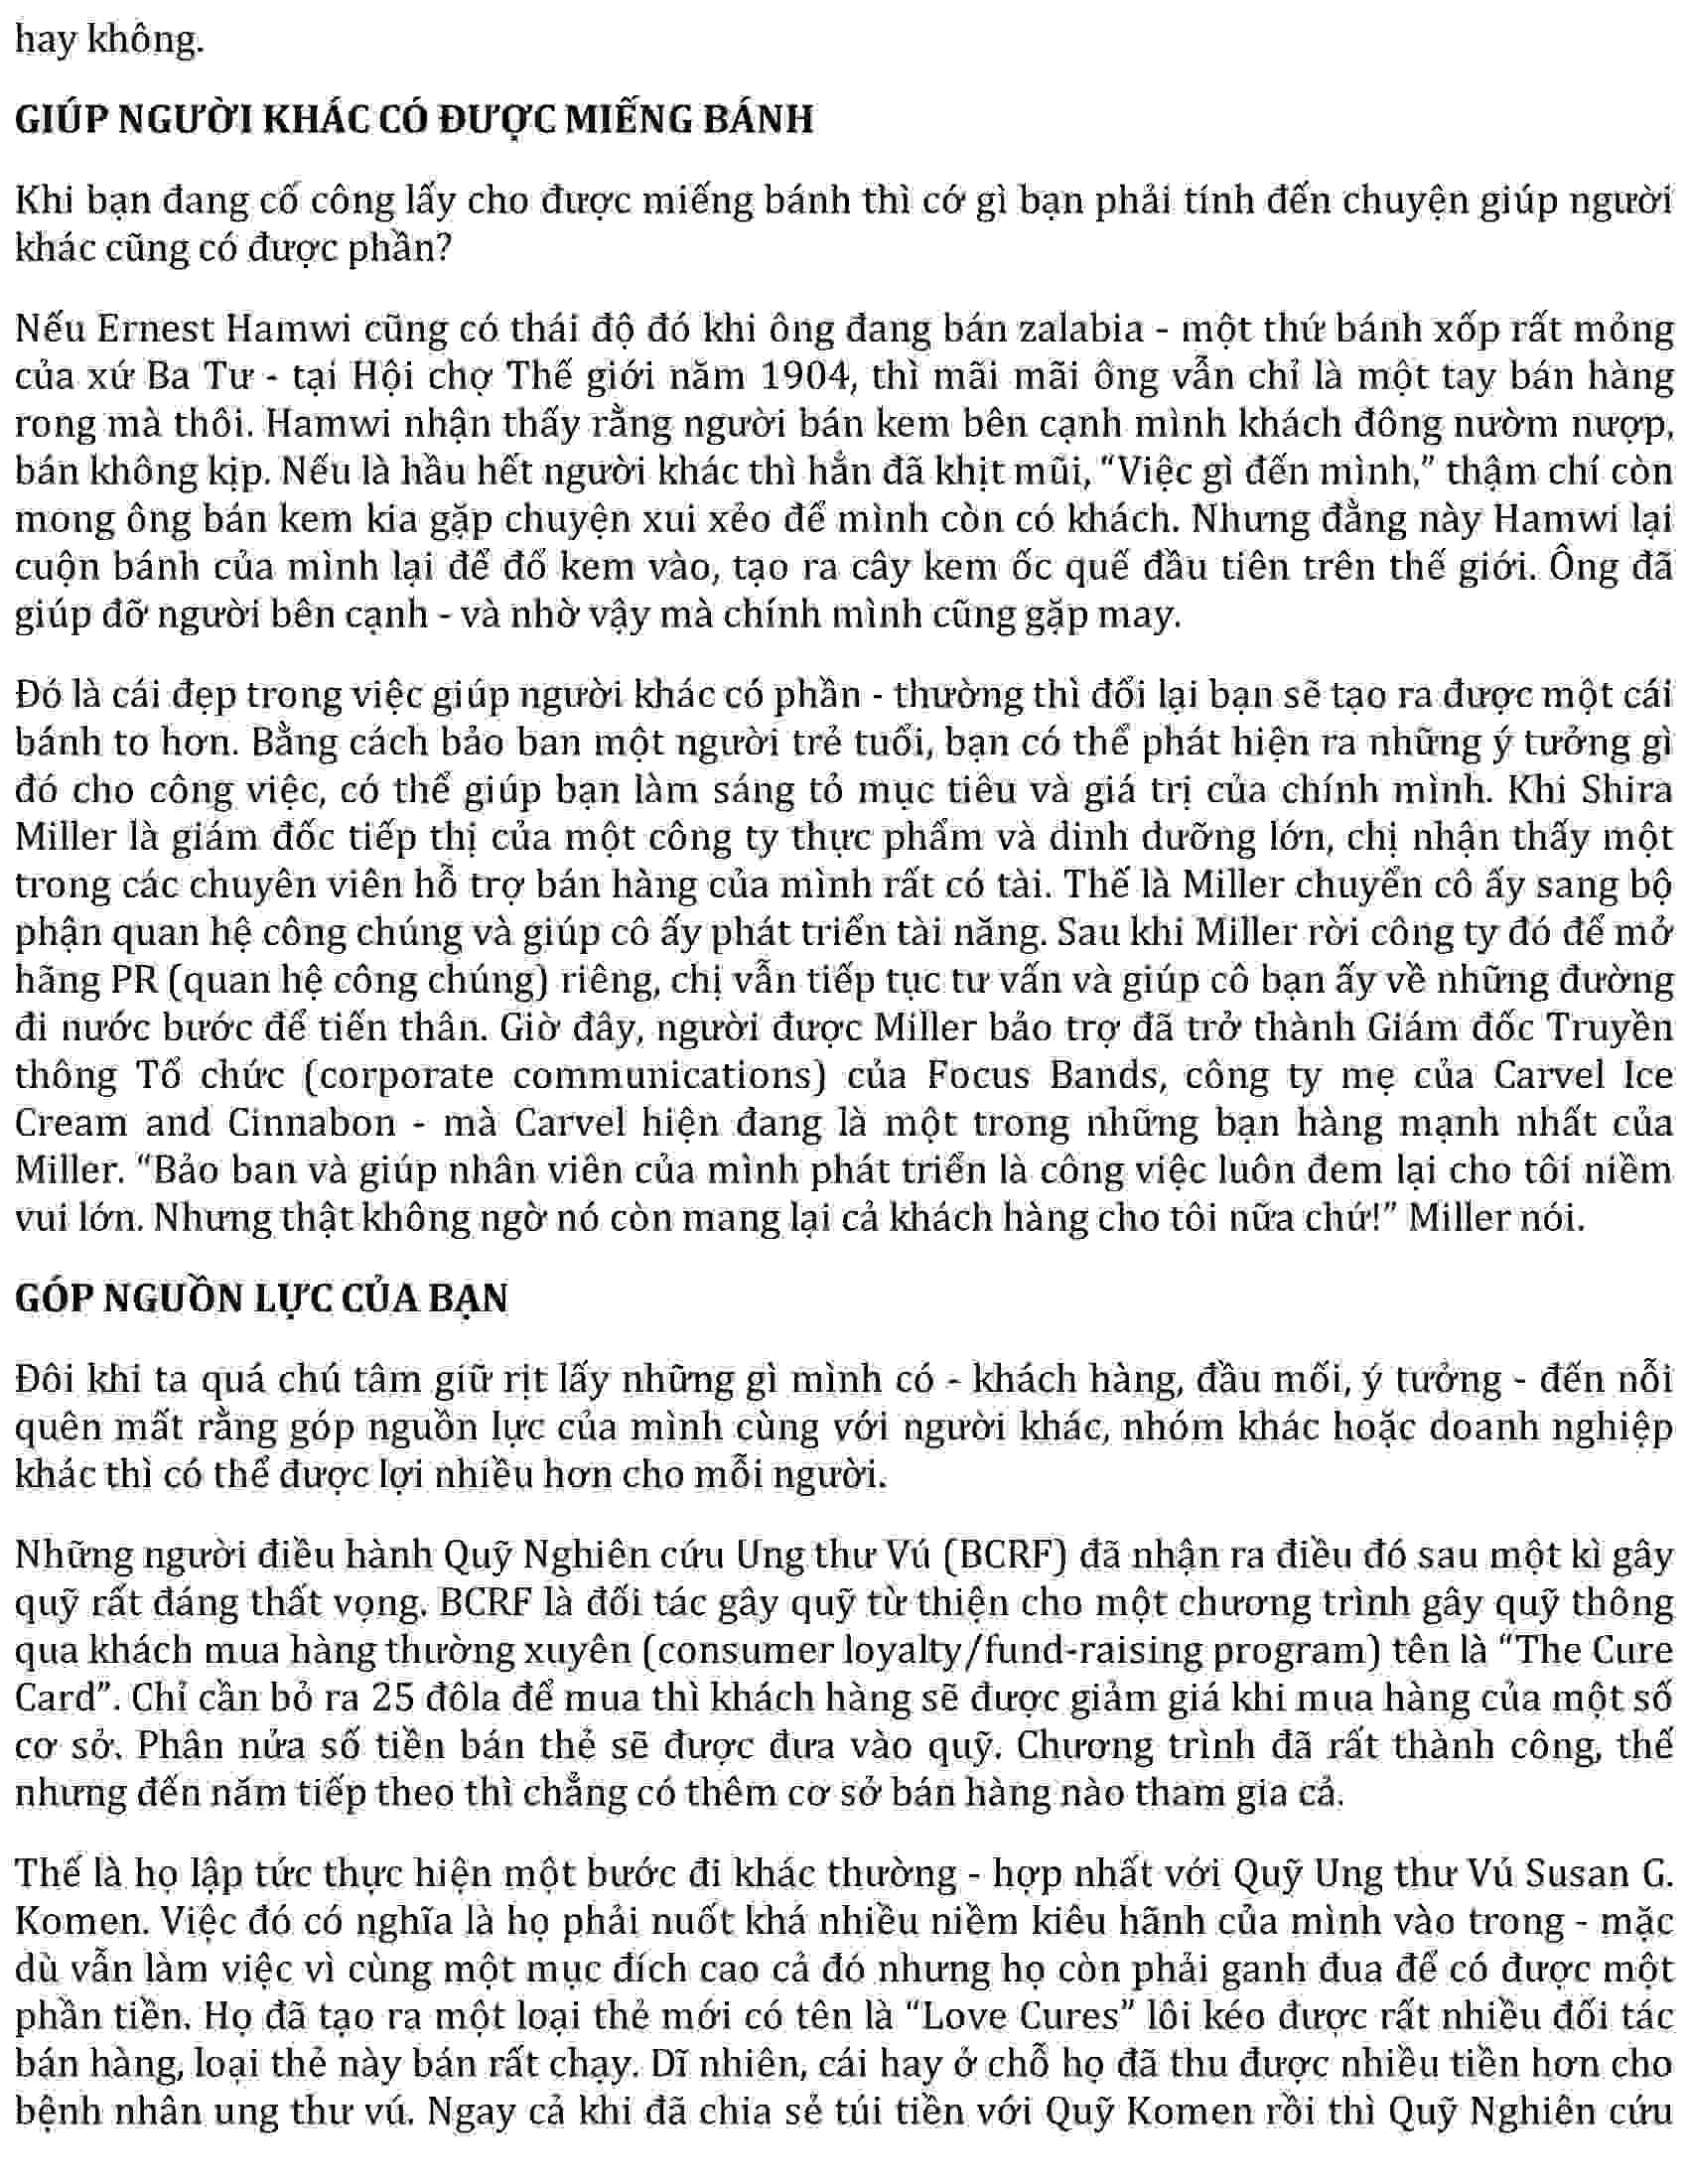 hay không.
GIÚP NGƯỜI KHÁC CÓ ĐƯỢC MIẾNG BÁNH
Khi bạn đang cố công lấy cho được miếng bánh thì cớ gì bạn phải tính đến chuyện giúp người
khác cũng có được phần?
Nếu Ernest Hamwi cũng có thái độ đó khi ông đang bán zalabia - một thứ bánh xốp rất mỏng
của xứ Ba Tư - tại Hội chợ Thế giới năm 1904, thì mãi mãi ông vẫn chỉ là một tay bán hàng
rong mà thôi. Hamwi nhận thấy rằng người bán kem bên cạnh mình khách đông nườm nượp,
bán không kịp. Nếu là hầu hết người khác thì hẳn đã khịt mũi, “Việc gì đến mình,” thậm chí còn
mong ông bán kem kia gặp chuyện xui xẻo để mình còn có khách. Nhưng đằng này Hamwi lại
cuộn bánh của mình lại để đổ kem vào, tạo ra cây kem ốc quế đầu tiên trên thế giới. Ông đã
giúp đỡ người bên cạnh - và nhờ vậy mà chính mình cũng gặp may.
Đó là cái đẹp trong việc giúp người khác có phần - thường thì đổi lại bạn sẽ tạo ra được một cái
bánh to hơn. Bằng cách bảo ban một người trẻ tuổi, bạn có thể phát hiện ra những ý tưởng gì
đó cho công việc, có thể giúp bạn làm sáng tỏ mục tiêu và giá trị của chính mình. Khi Shira
Miller là giám đốc tiếp thị của một công ty thực phẩm và dinh dưỡng lớn, chị nhận thấy một
trong các chuyên viên hỗ trợ bán hàng của mình rất có tài. Thế là Miller chuyển cô ấy sang bộ
phận quan hệ công chúng và giúp cô ấy phát triển tài năng. Sau khi Miller rời công ty đó để mở
hãng PR (quan hệ công chúng) riêng, chị vẫn tiếp tục tư vấn và giúp cô bạn ấy về những đường
đi nước bước để tiến thân. Giờ đây, người được Miller bảo trợ đã trở thành Giám đốc Truyền
thông Tổ chức (corporate communications) của Focus Bands, công ty mẹ của Carvel Ice
Cream and Cinnabon - mà Carvel hiện đang là một trong những bạn hàng mạnh nhất của
Miller. “Bảo ban và giúp nhân viên của mình phát triển là công việc luôn đem lại cho tôi niềm
vui lớn. Nhưng thật không ngờ nó còn mang lại cả khách hàng cho tôi nữa chứ!” Miller nói.
GÓP NGUỒN LỰC CỦA BẠN
Đôi khi ta quá chú tâm giữ rịt lấy những gì mình có - khách hàng, đầu mối, ý tưởng - đến nỗi
quên mất rằng góp nguồn lực của mình cùng với người khác, nhóm khác hoặc doanh nghiệp
khác thì có thể được lợi nhiều hơn cho mỗi người.
Những người điều hành Quỹ Nghiên cứu Ung thư Vú (BCRF) đã nhận ra điều đó sau một kì gây
quỹ rất đáng thất vọng. BCRF là đối tác gây quỹ từ thiện cho một chương trình gây quỹ thông
qua khách mua hàng thường xuyên (consumer loyalty/fund-raising program) tên là “The Cure
Card”. Chỉ cần bỏ ra 25 đôla để mua thì khách hàng sẽ được giảm giá khi mua hàng của một số
cơ sở. Phân nửa số tiền bán thẻ sẽ được đưa vào quỹ. Chương trình đã rất thành công, thế
nhưng đến năm tiếp theo thì chẳng có thêm cơ sở bán hàng nào tham gia cả.
Thế là họ lập tức thực hiện một bước đi khác thường - hợp nhất với Quỹ Ung thư Vú Susan G.
Komen. Việc đó có nghĩa là họ phải nuốt khá nhiều niềm kiêu hãnh của mình vào trong - mặc
dù vẫn làm việc vì cùng một mục đích cao cả đó nhưng họ còn phải ganh đua để có được một
phần tiền. Họ đã tạo ra một loại thẻ mới có tên là “Love Cures” lôi kéo được rất nhiều đối tác
bán hàng, loại thẻ này bán rất chạy. Dĩ nhiên, cái hay ở chỗ họ đã thu được nhiều tiền hơn cho
bệnh nhân ung thư vú. Ngay cả khi đã chia sẻ túi tiền với Quỹ Komen rồi thì Quỹ Nghiên cứu